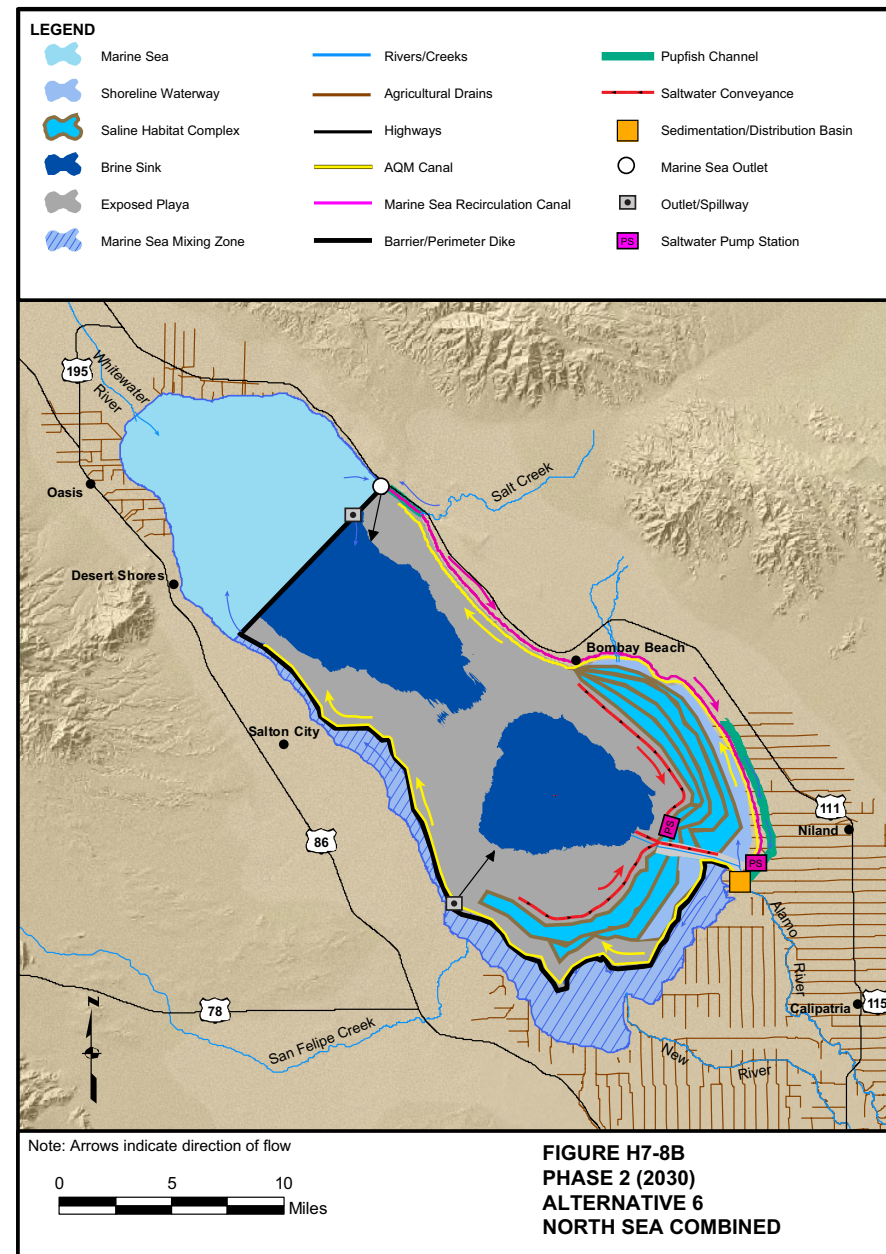 LEGEND
Marine Sea
Shoreline Waterway
Saline Habitat Complex
Brine Sink
Exposed Playa
Marine Sea Mixing Zone
Rivers/Creeks
Agricultural Drains
Highways
AQM Canal
Marine Sea Recirculation Canal
Barrier/Perimeter Dike
Pupfish Channel
Saltwater Conveyance
Sedimentation/Distribution Basin
Marine Sea Outlet
Outlet/Spillway
PS
Saltwater Pump Station
195
Whitewater
River
Oasis
Salt Creek
Desert Shores
Bombay Beach
Salton City
111
Niland
86
PS
PS
Alamo
River
Calipatria
115
78
San Felipe Creek
New
River
N
Note: Arrows indicate direction of flow
0 5 10
Miles
FIGURE H7-8B
PHASE 2 (2030)
ALTERNATIVE 6
NORTH SEA COMBINED